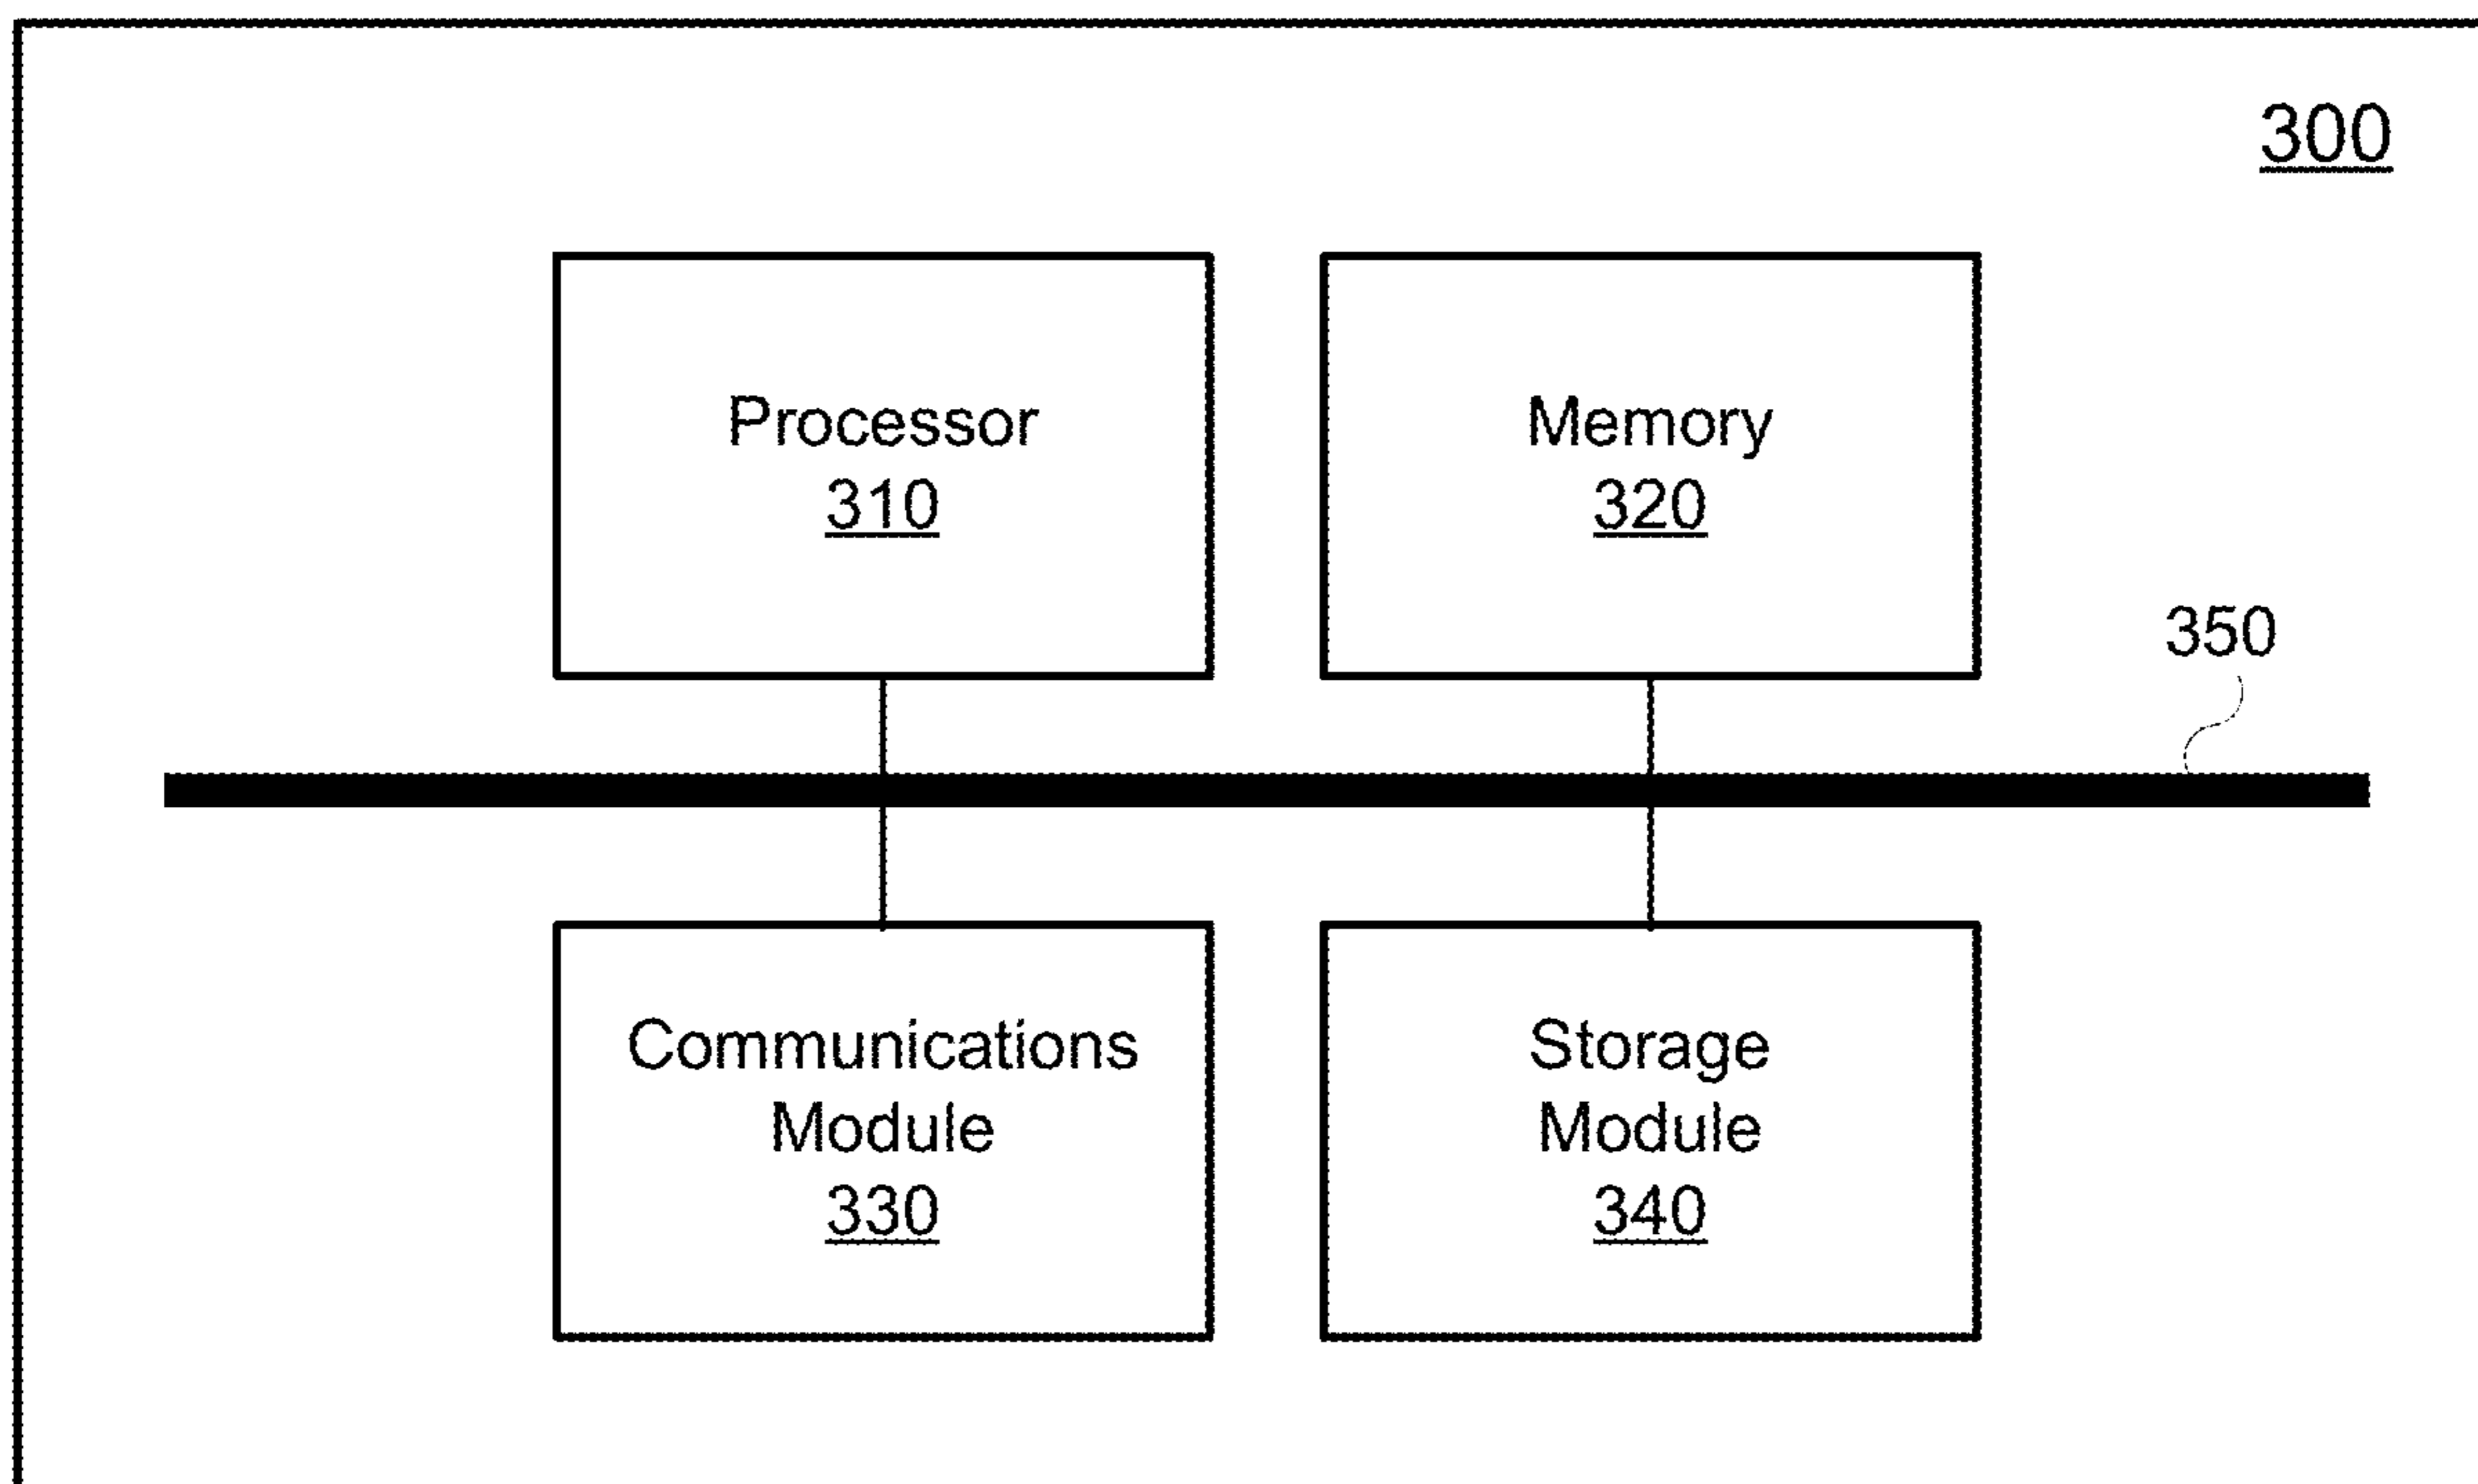 300
Processor
310
Memory
320
350
Communications
Module
330
Storage
Module
340